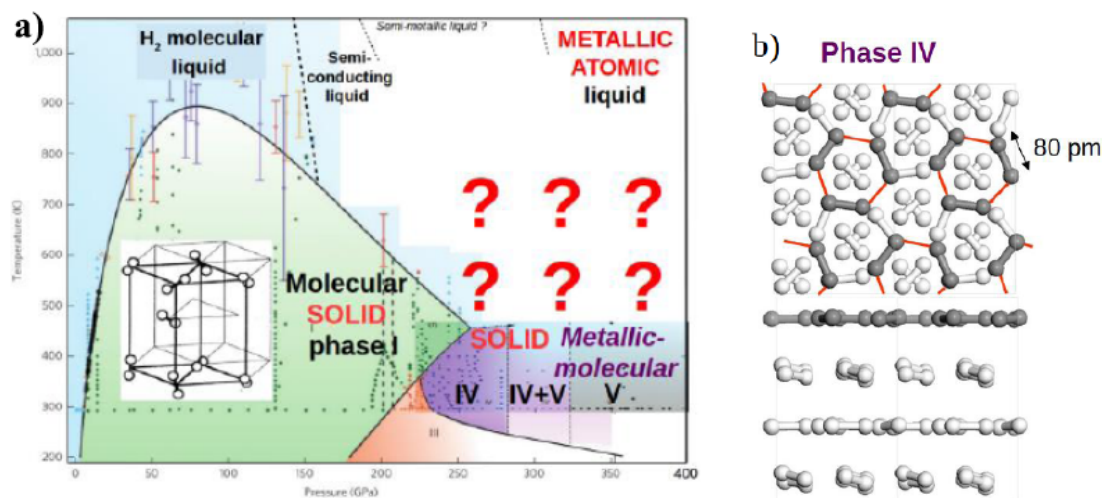 a)
H2 molecular
liquid
Semi-metallic liquid ?
Semi-
conducting
liquid
METALLIC
ATOMIC
liquid
1,000
900
800
700
600
500
400
300
200
Temperature (K)
? ? ?
? ? ?
Molecular
SOLID
phase I
SOLID
Metallic-
molecular
IV
IV+V
V
III
0
50
100
150
200
250
300
350
400
Pressure (GPa)
b)
Phase IV
80 pm